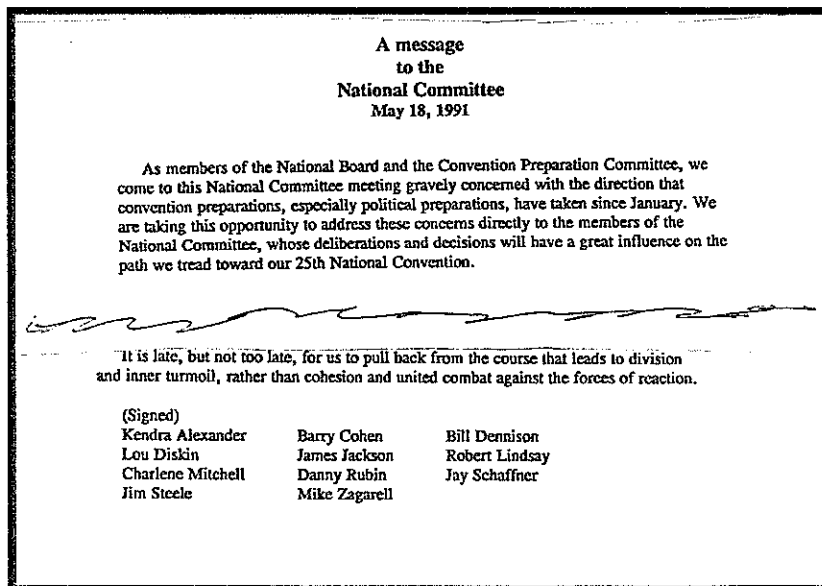 A message
to the
National Committee
May 18, 1991
As members of the National Board and the Convention Preparation Committee, we
come to this National Committee meeting gravely concerned with the direction that
convention preparations, especially political preparations, have taken since January. We
are taking this opportunity to address these concerns directly to the members of the
National Committee, whose deliberations and decisions will have a great influence on the
path we tread toward our 25th National Convention.
It is late, but not too late, for us to pull back from the course that leads to division
and inner turmoil, rather than cohesion and united combat against the forces of reaction.
(Signed)
Kendra Alexander Barry Cohen Bill Dennison
Lou Diskin James Jackson Robert Lindsay
Charlene Mitchell Danny Rubin Jay Schaffner
Jim Steele Mike Zagarell